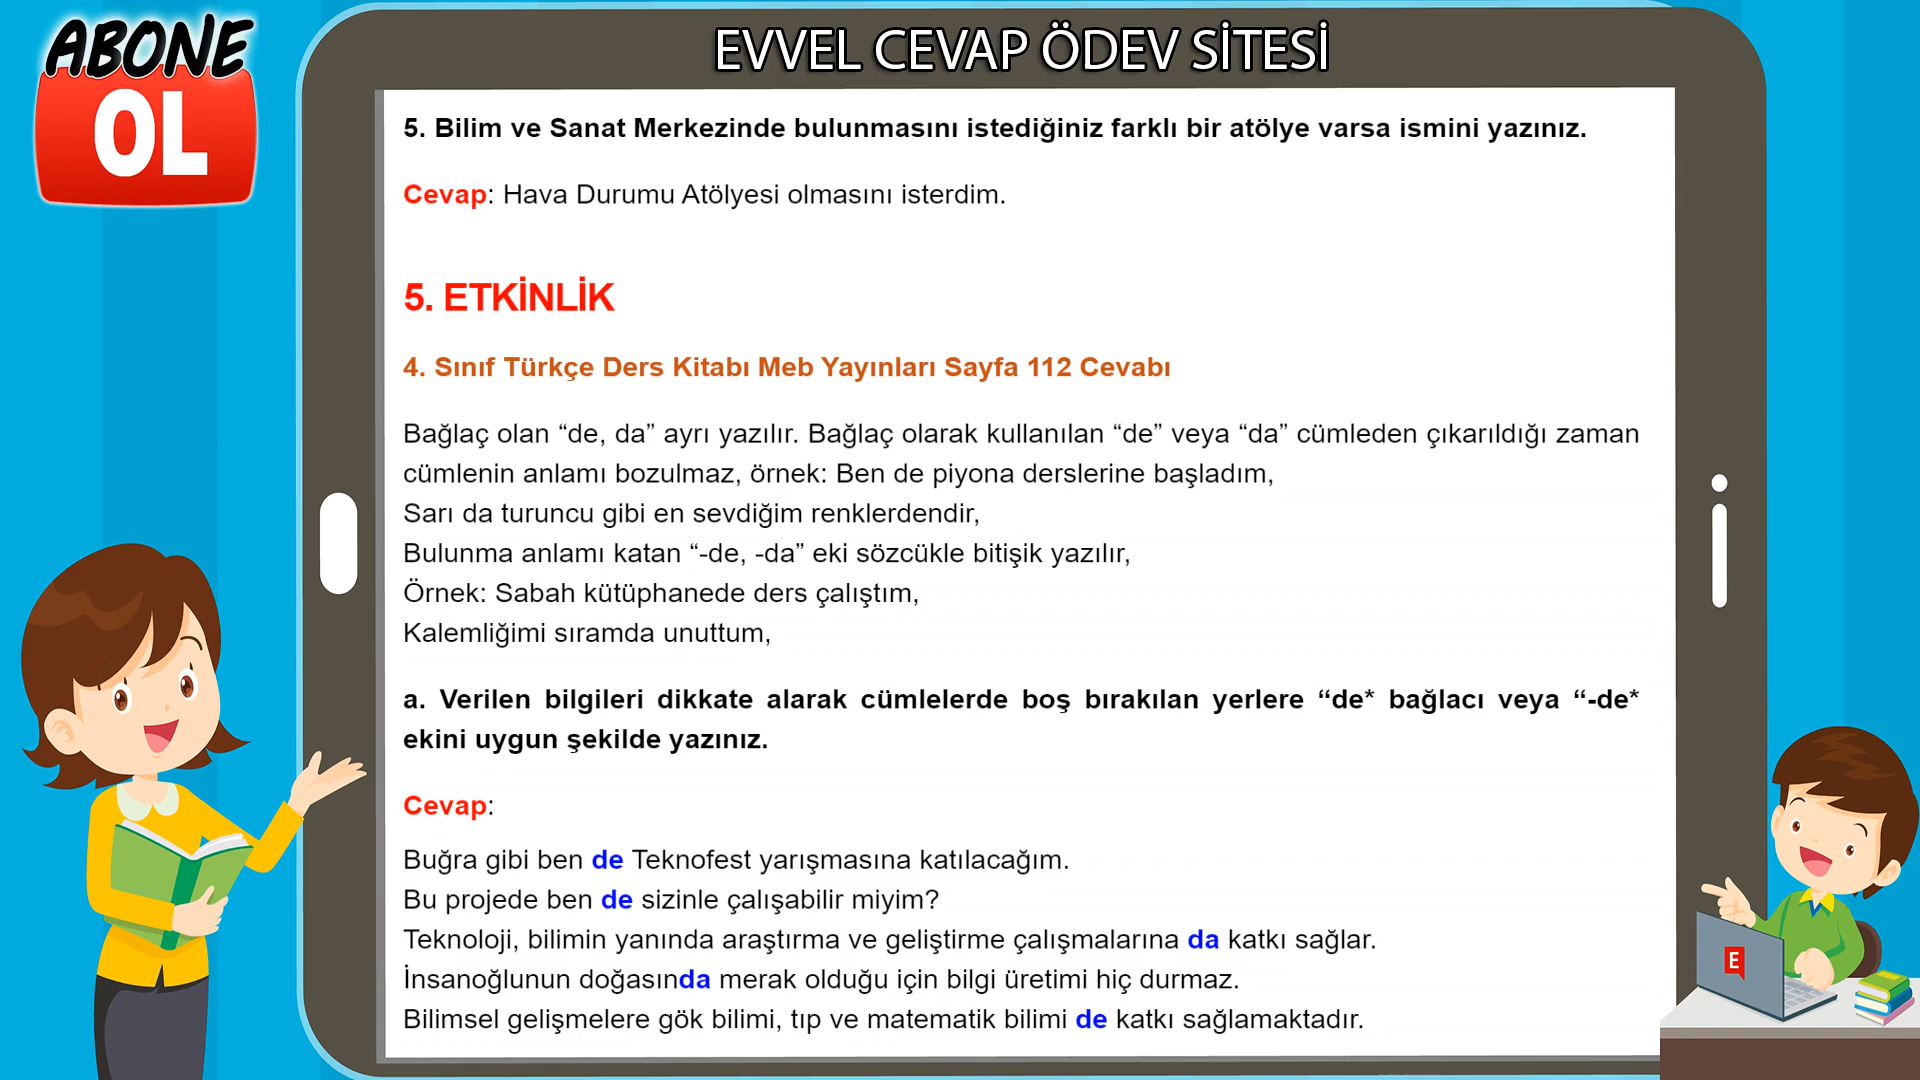 ABONE
OL
EVVEL CEVAP ÖDEV SİTESİ
5. Bilim ve Sanat Merkezinde bulunmasını istediğiniz farklı bir atölye varsa ismini yazınız.
Cevap: Hava Durumu Atölyesi olmasını isterdim.
5. ETKİNLİK
4. Sınıf Türkçe Ders Kitabı Meb Yayınları Sayfa 112 Cevabı
Bağlaç olan “de, da” ayrı yazılır. Bağlaç olarak kullanılan “de” veya “da” cümleden çıkarıldığı zaman
cümlenin anlamı bozulmaz, örnek: Ben de piyona derslerine başladım,
Sarı da turuncu gibi en sevdiğim renklerdendir,
Bulunma anlamı katan “-de, -da” eki sözcükle bitişik yazılır,
Örnek: Sabah kütüphanede ders çalıştım,
Kalemliğimi sıramda unuttum,
a. Verilen bilgileri dikkate alarak cümlelerde boş bırakılan yerlere “de* bağlacı veya “-de*
ekini uygun şekilde yazınız.
Cevap:
Buğra gibi ben de Teknofest yarışmasına katılacağım.
Bu projede ben de sizinle çalışabilir miyim?
Teknoloji, bilimin yanında araştırma ve geliştirme çalışmalarına da katkı sağlar.
İnsanoğlunun doğasında merak olduğu için bilgi üretimi hiç durmaz.
Bilimsel gelişmelere gök bilimi, tıp ve matematik bilimi de katkı sağlamaktadır.
E